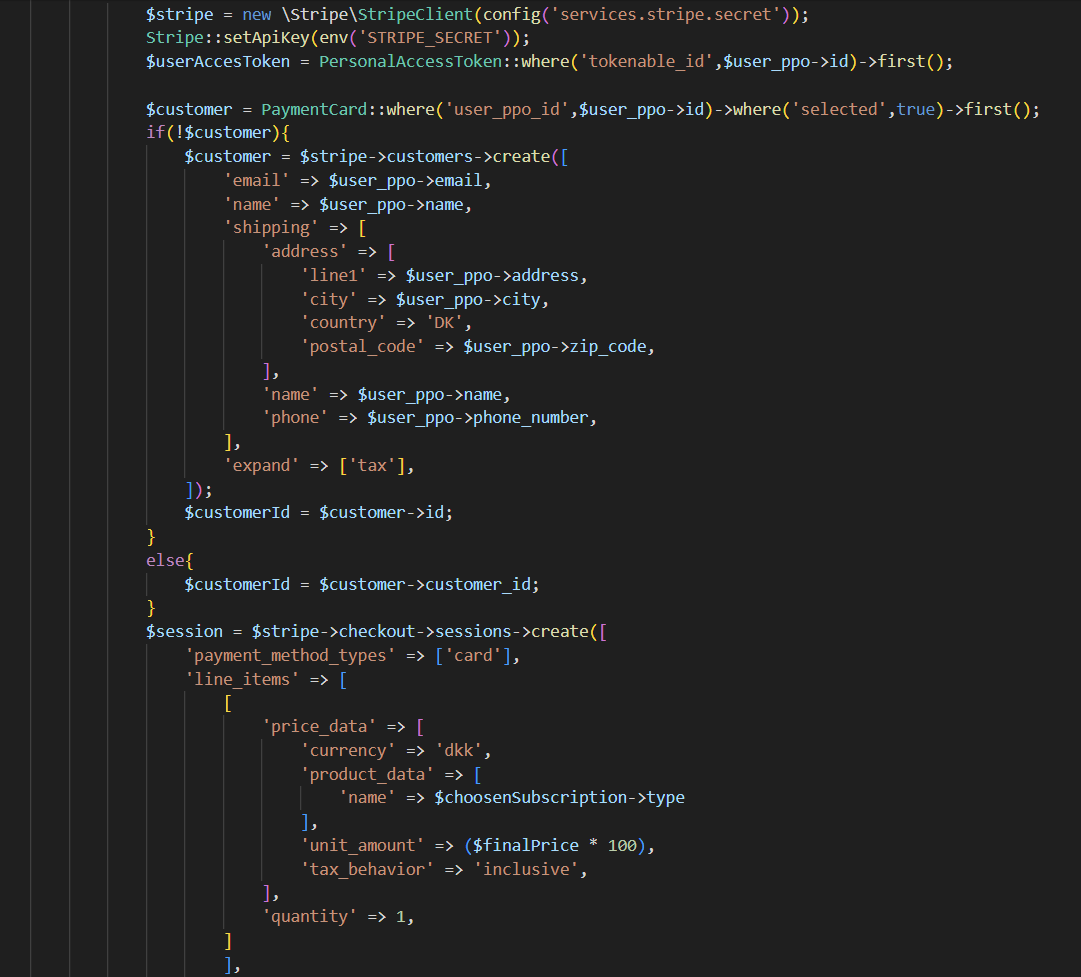 $stripe = new \Stripe\StripeClient(config('services.stripe.secret'));
Stripe::setApiKey(env('STRIPE_SECRET'));
$userAccesToken = PersonalAccessToken::where('tokenable_id',$user_ppo->id)->first();
$customer = PaymentCard::where('user_ppo_id',$user_ppo->id)->where('selected',true)->first();
if(!$customer){
$customer = $stripe->customers->create([
'email' => $user_ppo->email,
'name' => $user_ppo->name,
'shipping' => [
'address' => [
'line1' => $user_ppo->address,
'city' => $user_ppo->city,
'country' => 'DK',
'postal_code' => $user_ppo->zip_code,
],
'name' => $user_ppo->name,
'phone' => $user_ppo->phone_number,
],
'expand' => ['tax'],
]);
$customerId = $customer->id;
}
else{
$customerId = $customer->customer_id;
}
$session = $stripe->checkout->sessions->create([
'payment_method_types' => ['card'],
'line_items' => [
[
'price_data' => [
'currency' => 'dkk',
'product_data' => [
'name' => $choosenSubscription->type
],
'unit_amount' => ($finalPrice * 100),
'tax_behavior' => 'inclusive',
],
'quantity' => 1,
]
],